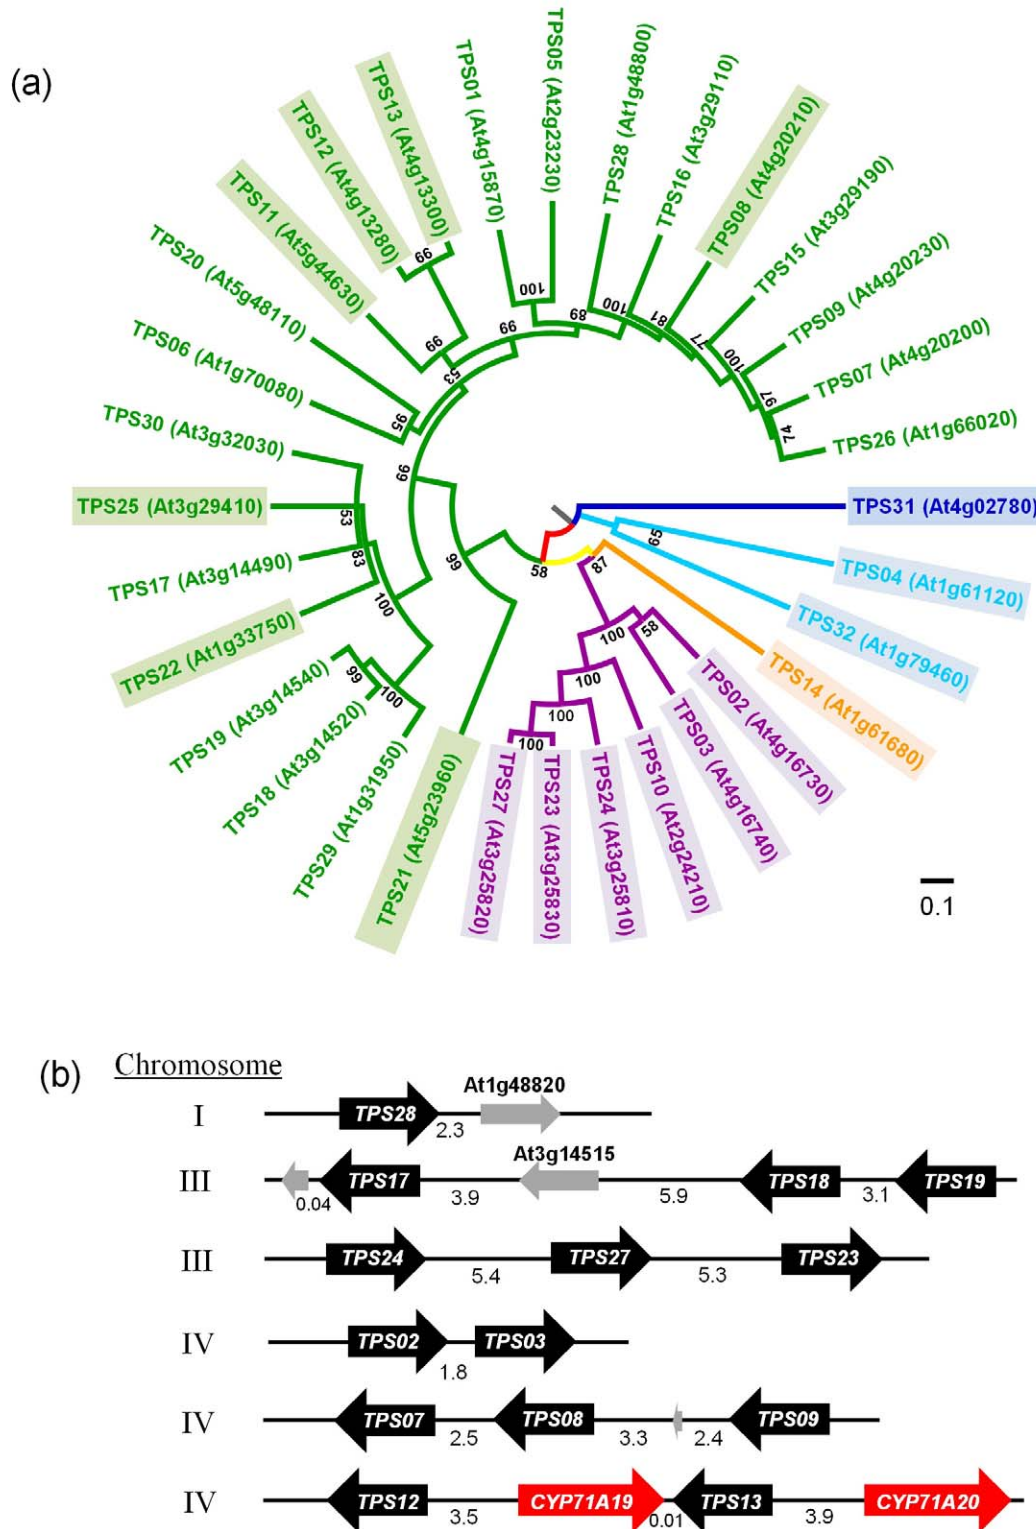 (a)
TPS13 (At4g13300)
TPS12 (At4g13280)
TPS11 (At5g44630)
TPS20 (At5g48110)
TPS06 (At1g70080)
TPS30 (At3g32030)
TPS25 (At3g29410)
TPS17 (At3g14490)
TPS22 (At1g33750)
TPS19 (At3g14540)
TPS18 (At3g14520)
TPS29 (At1g31950)
TPS21 (At5g23960)
TPS27 (At3g25820)
TPS23 (At3g25830)
TPS24 (At3g25810)
TPS10 (At2g24210)
TPS03 (At4g16740)
TPS02 (At4g16730)
TPS14 (At1g61680)
TPS32 (At1g79460)
TPS04 (At1g61120)
TPS31 (At4g02780)
TPS26 (At1g66020)
TPS07 (At4g20200)
TPS09 (At4g20230)
TPS15 (At3g29190)
TPS08 (At4g20210)
TPS16 (At3g29110)
TPS28 (At1g48800)
TPS05 (At2g23230)
TPS01 (At4g15870)
99
99
53
95
99
100
89
100
81
77
100
97
74
99
53
83
100
99
100
99
58
87
65
100
58
100
100
100
0.1
(b)
Chromosome
I
TPS28
2.3
At1g48820
III
0.04
TPS17
3.9
At3g14515
5.9
TPS18
3.1
TPS19
III
TPS24
5.4
TPS27
5.3
TPS23
IV
TPS02
1.8
TPS03
IV
TPS07
2.5
TPS08
3.3
2.4
TPS09
IV
TPS12
3.5
CYP71A19
0.01
TPS13
3.9
CYP71A20